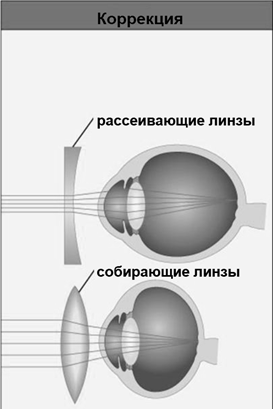 Коррекция
рассеивающие линзы
собирающие линзы